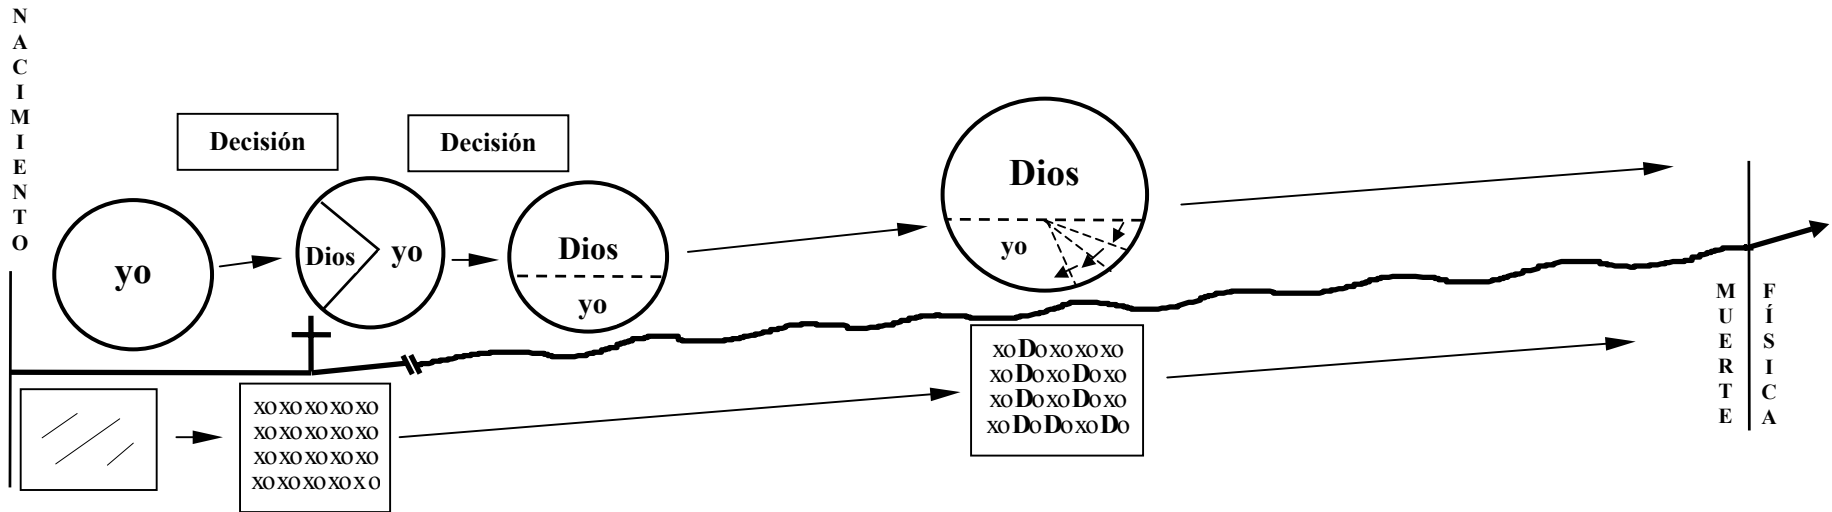 NACIMIENTO
Decisión
Decisión
yo
Dios
yo
Dios
yo
Dios
yo
xoxoxoxoxo
xoxoxoxoxo
xoxoxoxoxo
xoxoxoxox o
xoDoxoxoxo
xoDoxoDoxo
xoDoxoDoxo
xoDoDoxoDo
MUERTE
FÍSICA